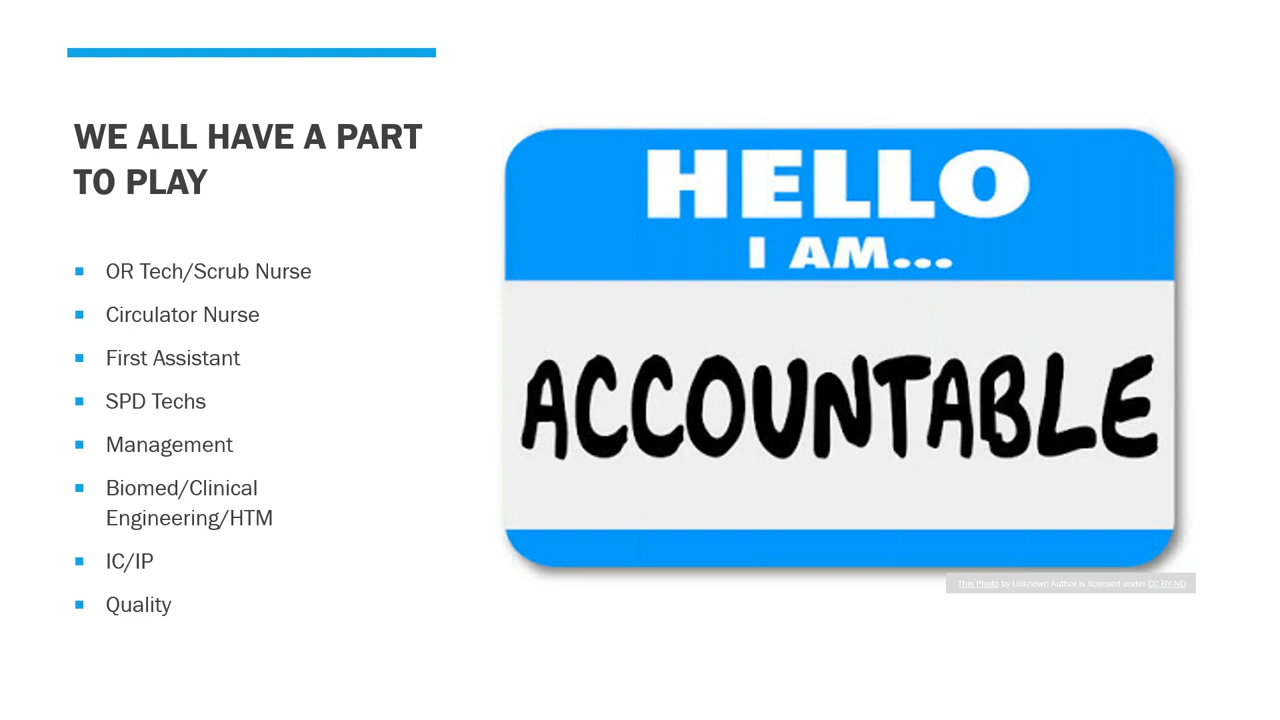 WE ALL HAVE A PART
TO PLAY
OR Tech/Scrub Nurse
Circulator Nurse
First Assistant
SPD Techs
Management
Biomed/Clinical
Engineering/HTM
IC/IP
Quality
HELLO
I AM...
ACCOUNTABLE
This Photo by Unknown Author is licensed under CC BY-ND